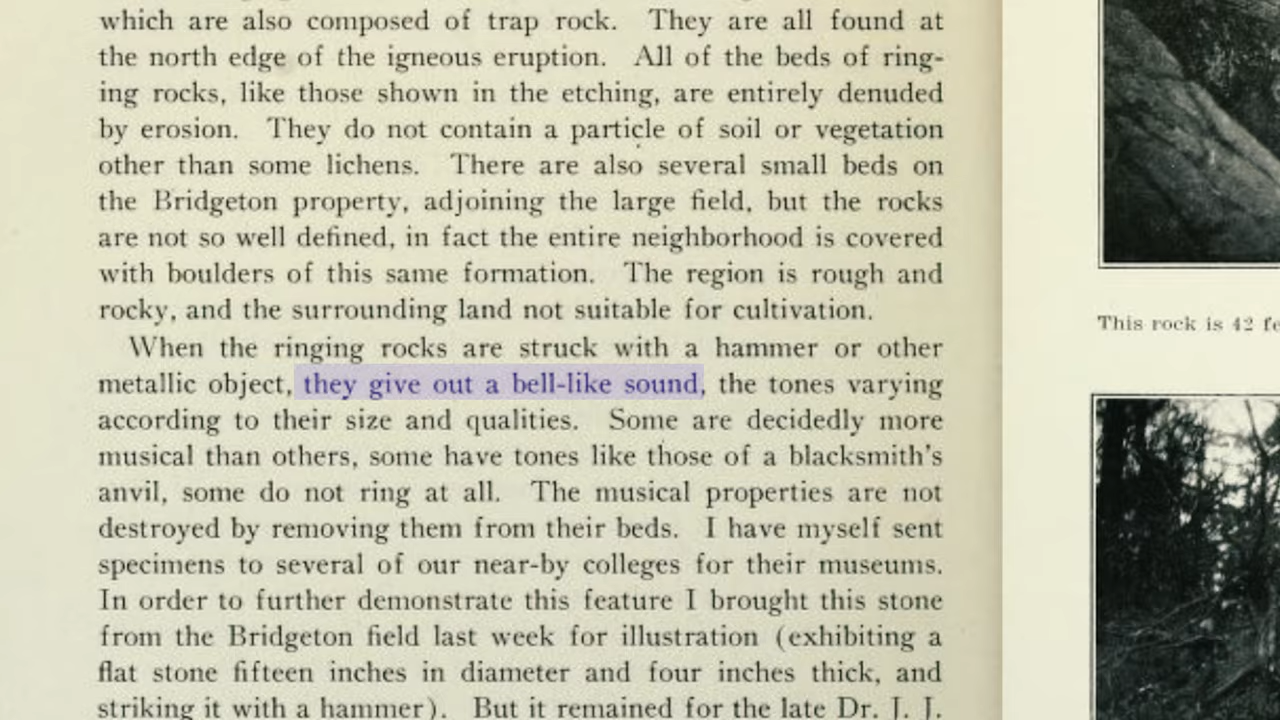 which are also composed of trap rock. They are all found at
the north edge of the igneous eruption. All of the beds of ring-
ing rocks, like those shown in the etching, are entirely denuded
by erosion. They do not contain a particle of soil or vegetation
other than some lichens. There are also several small beds on
the Bridgeton property, adjoining the large field, but the rocks
are not so well defined, in fact the entire neighborhood is covered
with boulders of this same formation. The region is rough and
rocky, and the surrounding land not suitable for cultivation.
When the ringing rocks are struck with a hammer or other
metallic object, they give out a bell-like sound, the tones varying
according to their size and qualities. Some are decidedly more
musical than others, some have tones like those of a blacksmith's
anvil, some do not ring at all. The musical properties are not
destroyed by removing them from their beds. I have myself sent
specimens to several of our near-by colleges for their museums.
In order to further demonstrate this feature I brought this stone
from the Bridgeton field last week for illustration (exhibiting a
flat stone fifteen inches in diameter and four inches thick, and
striking it with a hammer). But it remained for the late Dr. J. J.
This rock is 42 fe